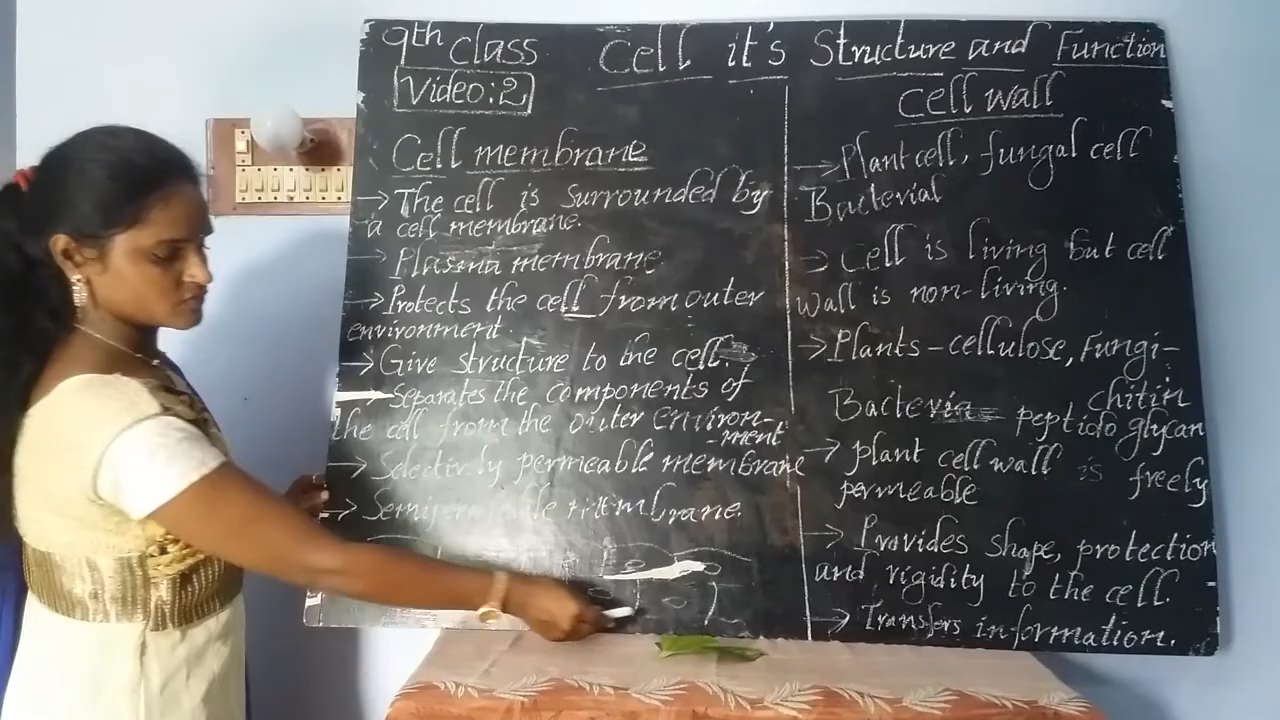 9th class
Cell it's Structure and Function
Video:2
Cell membrane
→ The cell is surrounded by
a cell membrane.
→ Plasma membrane
→ Protects the cell from outer
environment.
→ Give structure to the cell.
Separates the components of
the cell from the outer environ-
-ment
→ Selectively permeable membrane
→ Semipermeable membrane.
cell wall
→ Plant cell, fungal cell
Bacterial
→ Cell is living but cell
wall is non-living.
→ Plants - cellulose, Fungi-
chitin
Bacteria peptido glycan
→ plant cell wall is freely
permeable
→ Provides shape, protection
and rigidity to the cell.
→ Transfers information.